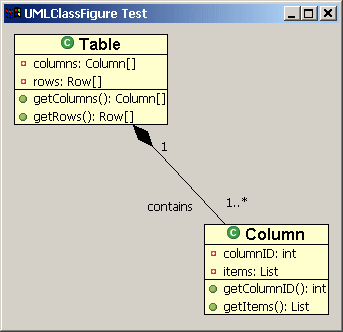 UMLClassFigure Test
C Table
columns: Column[]
rows: Row[]
getColumns(): Column[]
getRows(): Row[]
1
contains
1..*
C Column
columnID: int
items: List
getColumnID(): int
getItems(): List